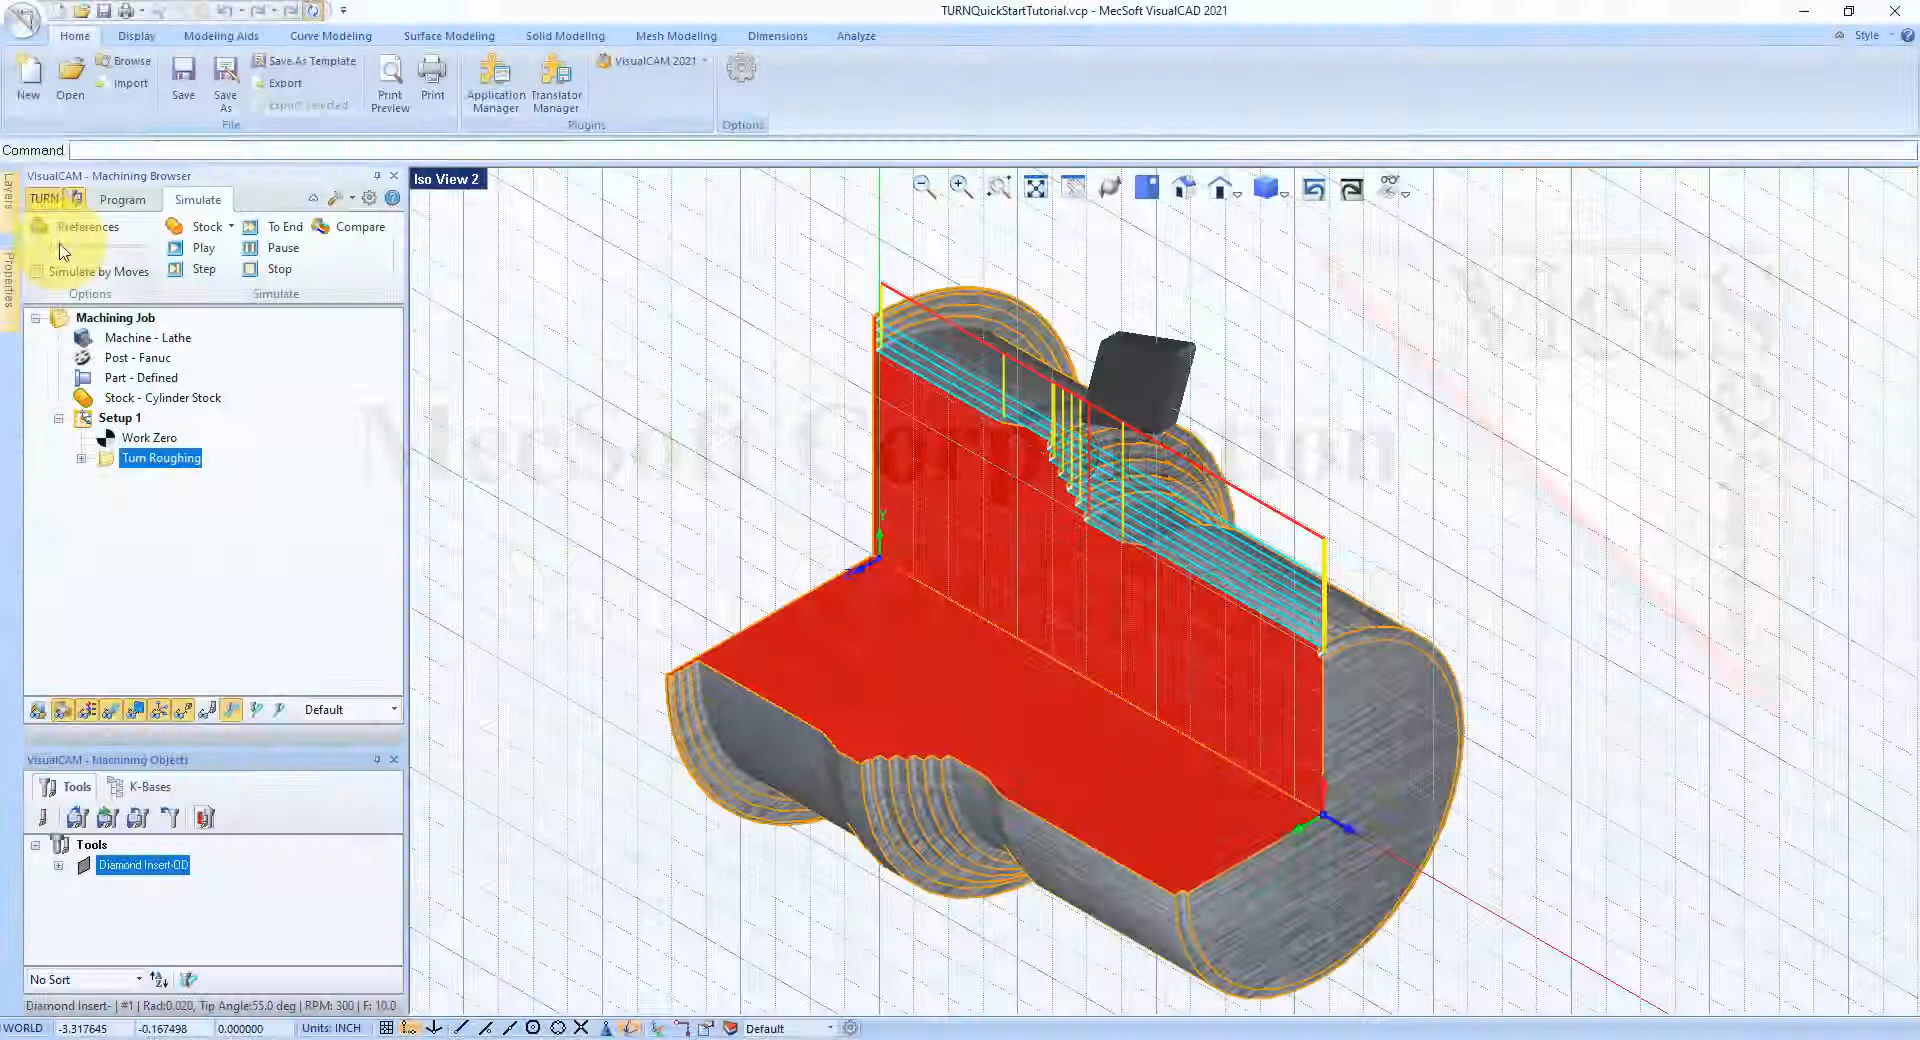 TURNQuickStartTutorial.vcp - MecSoft VisualCAD 2021
Home Display Modeling Aids Curve Modeling Surface Modeling Solid Modeling Mesh Modeling Dimensions Analyze Style
New Open Browse Import Save Save As Save As Template Export Export Selected Print Preview Print
File
Application Manager Translator Manager VisualCAM 2021
Plugins
Options
Command
Layers
Properties
VisualCAM - Machining Browser
TURN Program Simulate
Preferences
Simulate by Moves
Options
Stock To End Compare
Play Pause
Step Stop
Simulate
Machining Job
Machine - Lathe
Post - Fanuc
Part - Defined
Stock - Cylinder Stock
Setup 1
Work Zero
Turn Roughing
Default
VisualCAM - Machining Objects
Tools K-Bases
Tools
Diamond Insert-OD
No Sort
Diamond Insert- | #1 | Rad:0.020, Tip Angle:55.0 deg | RPM: 300 | F: 10.0
WORLD -3.317645 -0.167498 0.000000 Units: INCH Default
Iso View 2
Y
Z
MecSoft Corporation